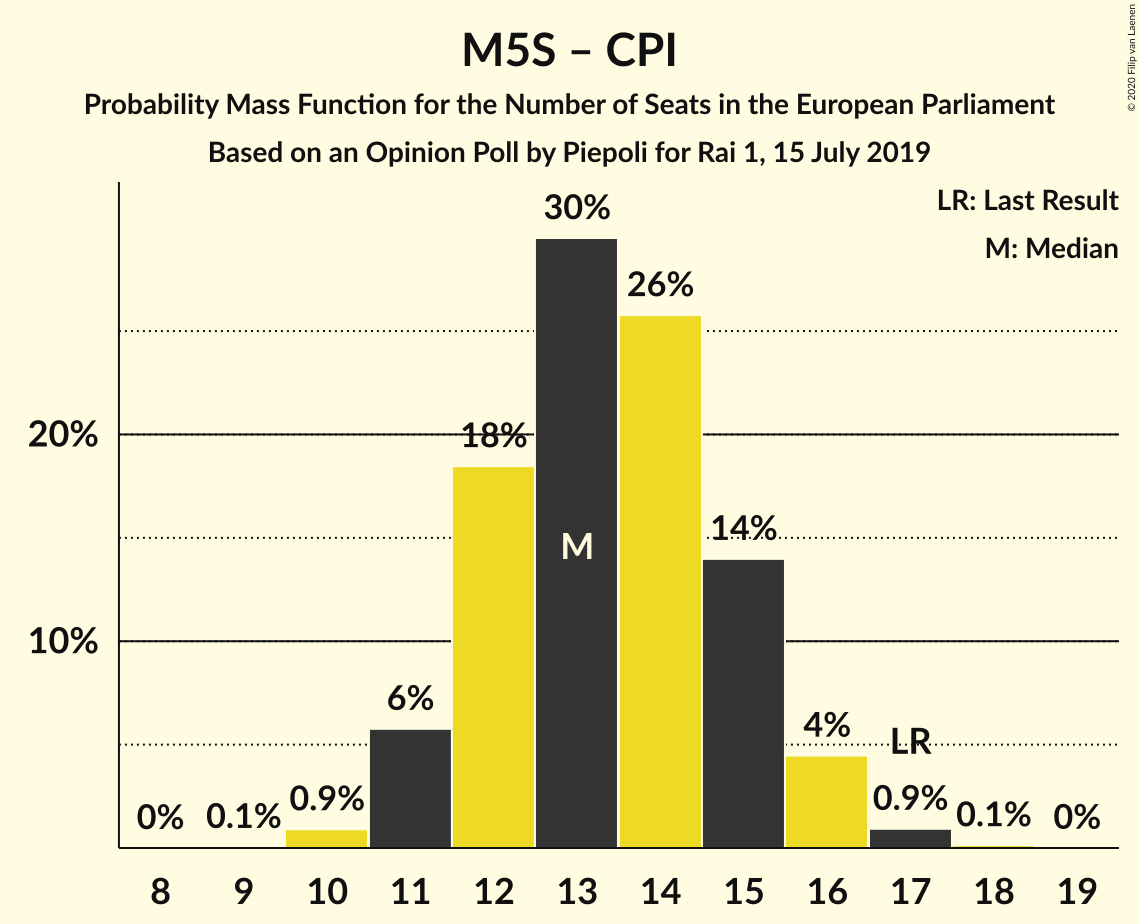 M5S – CPI
Probability Mass Function for the Number of Seats in the European Parliament
Based on an Opinion Poll by Piepoli for Rai 1, 15 July 2019
© 2020 Filip van Laenen
LR: Last Result
M: Median
30%
26%
20%
18%
14%
M
10%
6%
4%
LR
0%
0.1%
0.9%
0.9%
0.1%
0%
8 9 10 11 12 13 14 15 16 17 18 19